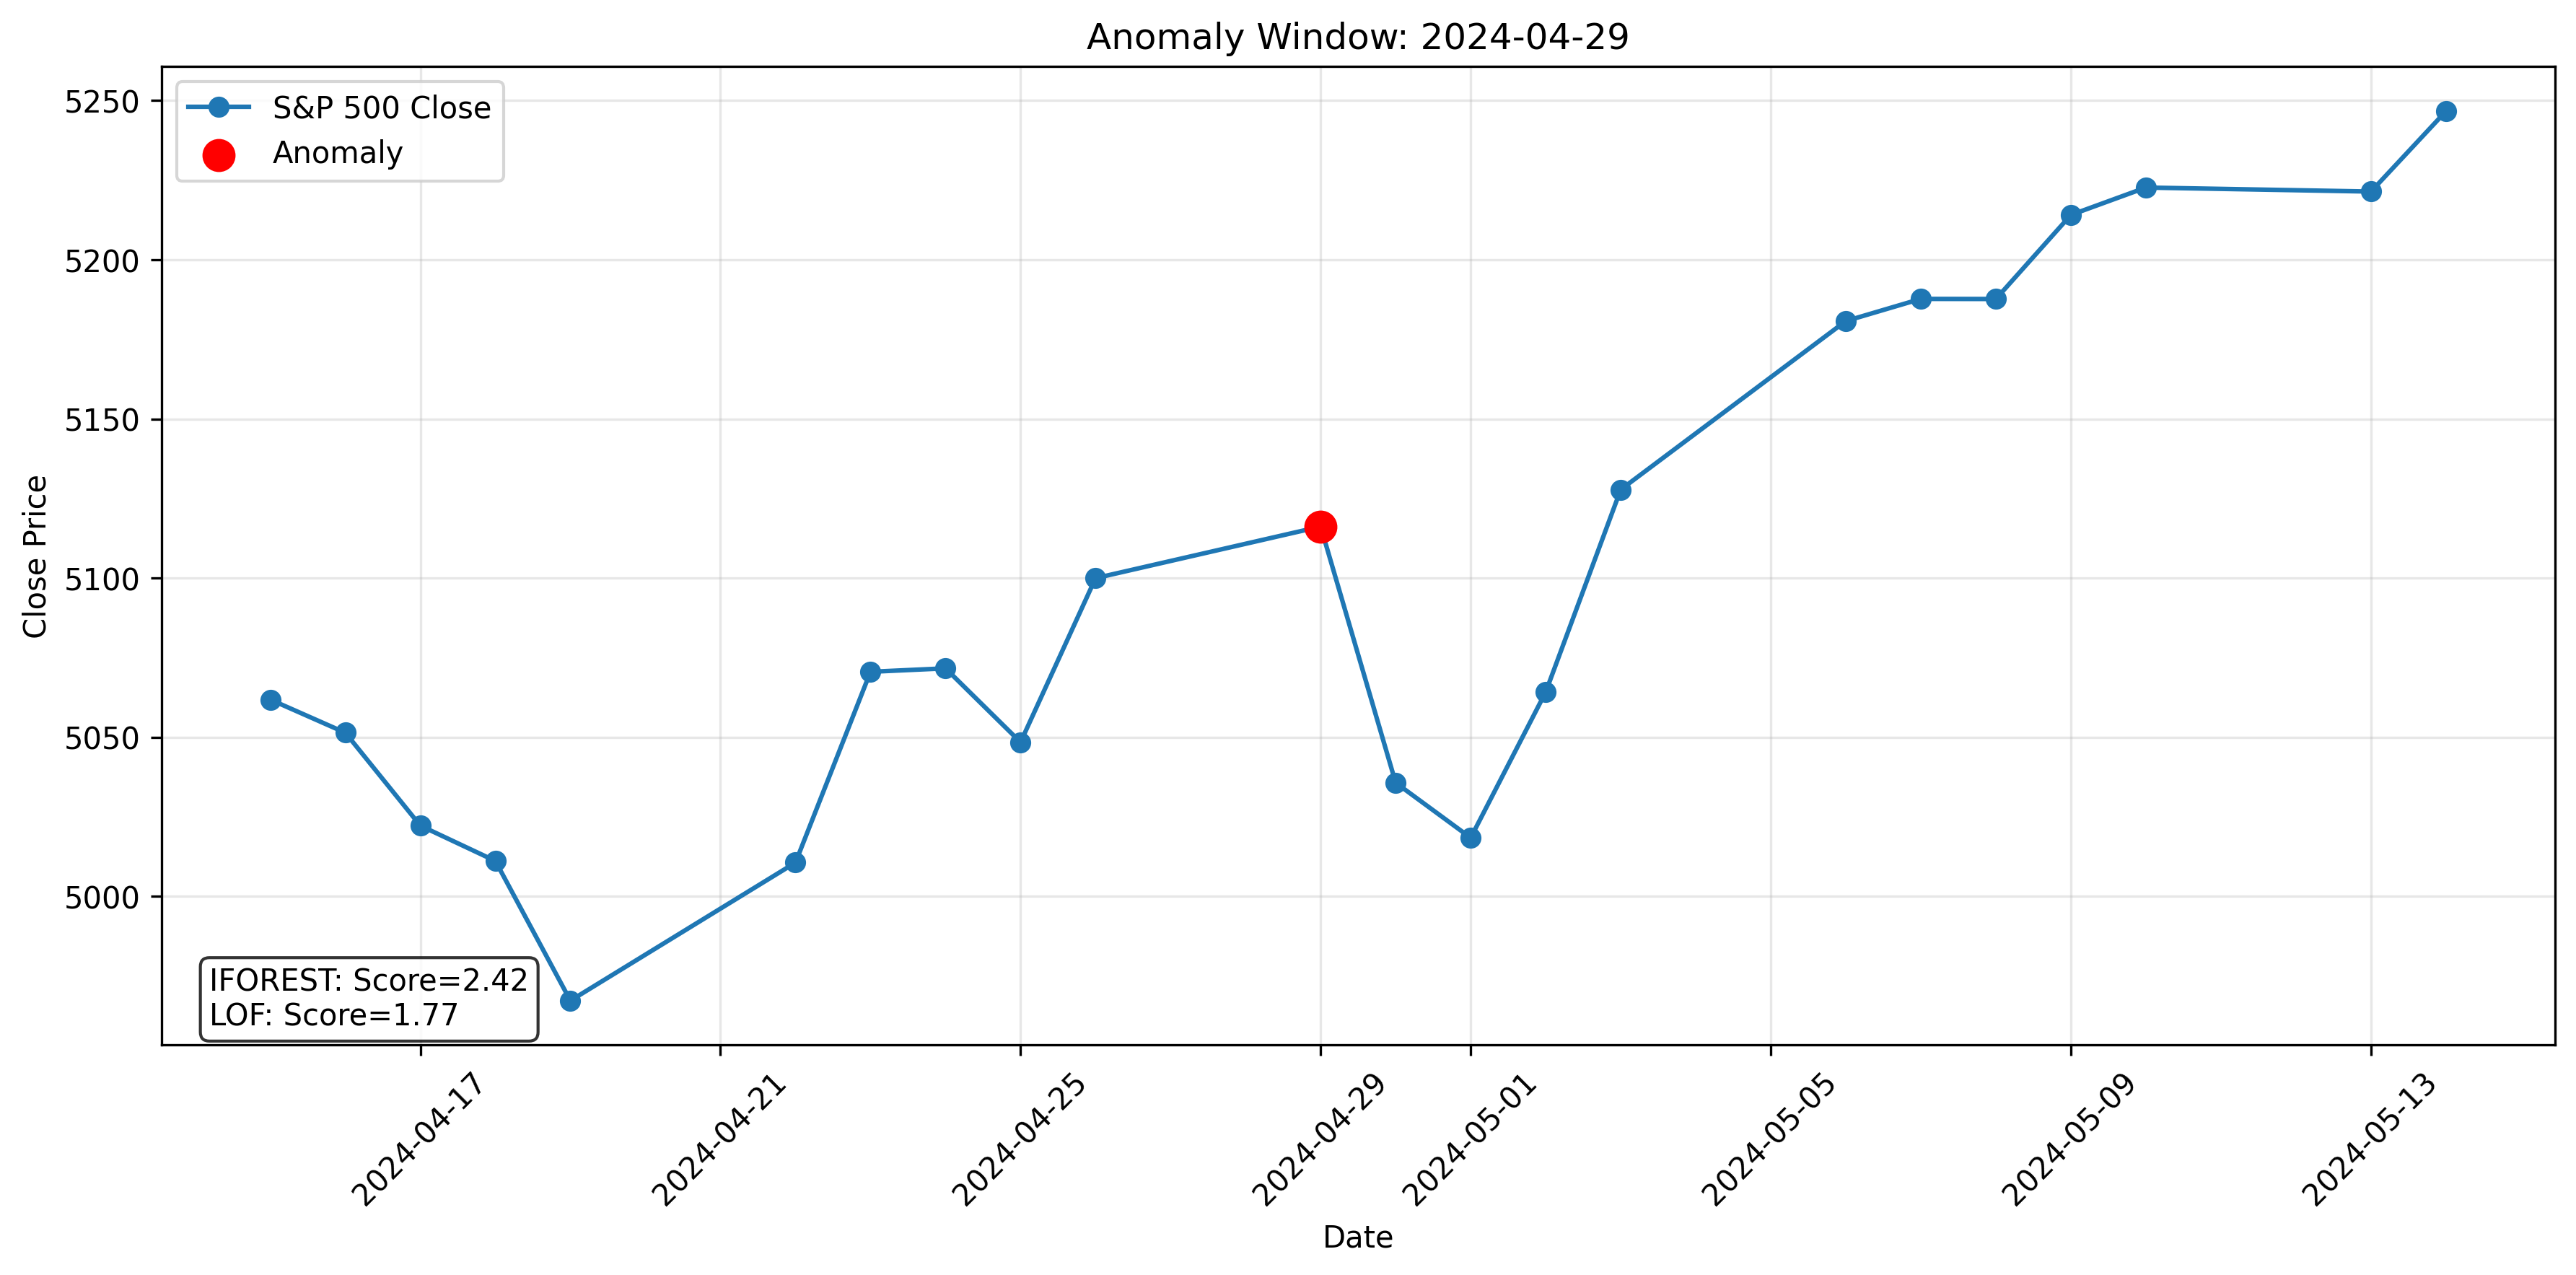 Anomaly Window: 2024-04-29
S&P 500 Close
Anomaly
5250
5200
5150
5100
5050
5000
Close Price
IFOREST: Score=2.42
LOF: Score=1.77
2024-04-17
2024-04-21
2024-04-25
2024-04-29
2024-05-01
2024-05-05
2024-05-09
2024-05-13
Date